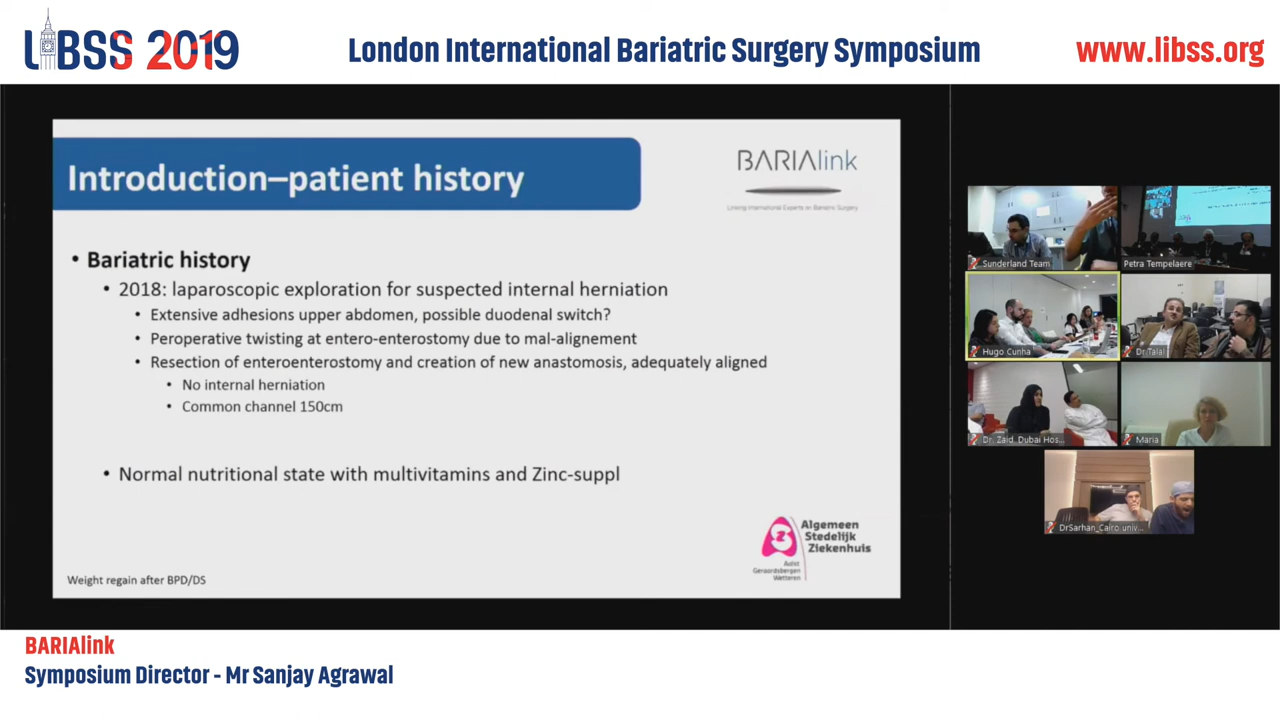 LIBSS 2019
London International Bariatric Surgery Symposium
www.libss.org
Introduction–patient history
BARIAlink
Linking International Experts on Bariatric Surgery
• Bariatric history
• 2018: laparoscopic exploration for suspected internal herniation
• Extensive adhesions upper abdomen, possible duodenal switch?
• Peroperative twisting at entero-enterostomy due to mal-alignement
• Resection of enteroenterostomy and creation of new anastomosis, adequately aligned
• No internal herniation
• Common channel 150cm
• Normal nutritional state with multivitamins and Zinc-suppl
Algemeen
Stedelijk
Ziekenhuis
Aalst
Geraardsbergen
Wetteren
Weight regain after BPD/DS
Sunderland Team
Petra Tempelaere
Hugo Cunha
Dr Talal
Dr. Zaid, Dubai Hos...
Maria
DrSarhan_Cairo univ...
BARIAlink
Symposium Director - Mr Sanjay Agrawal